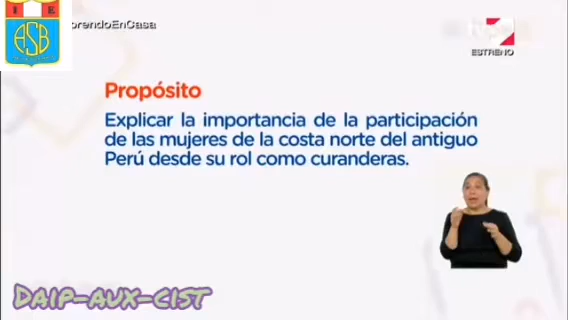 I E
ASB
orendoEnCasa
ESTRENO
Propósito
Explicar la importancia de la participación
de las mujeres de la costa norte del antiguo
Perú desde su rol como curanderas.
DAIP-AUX-CIST